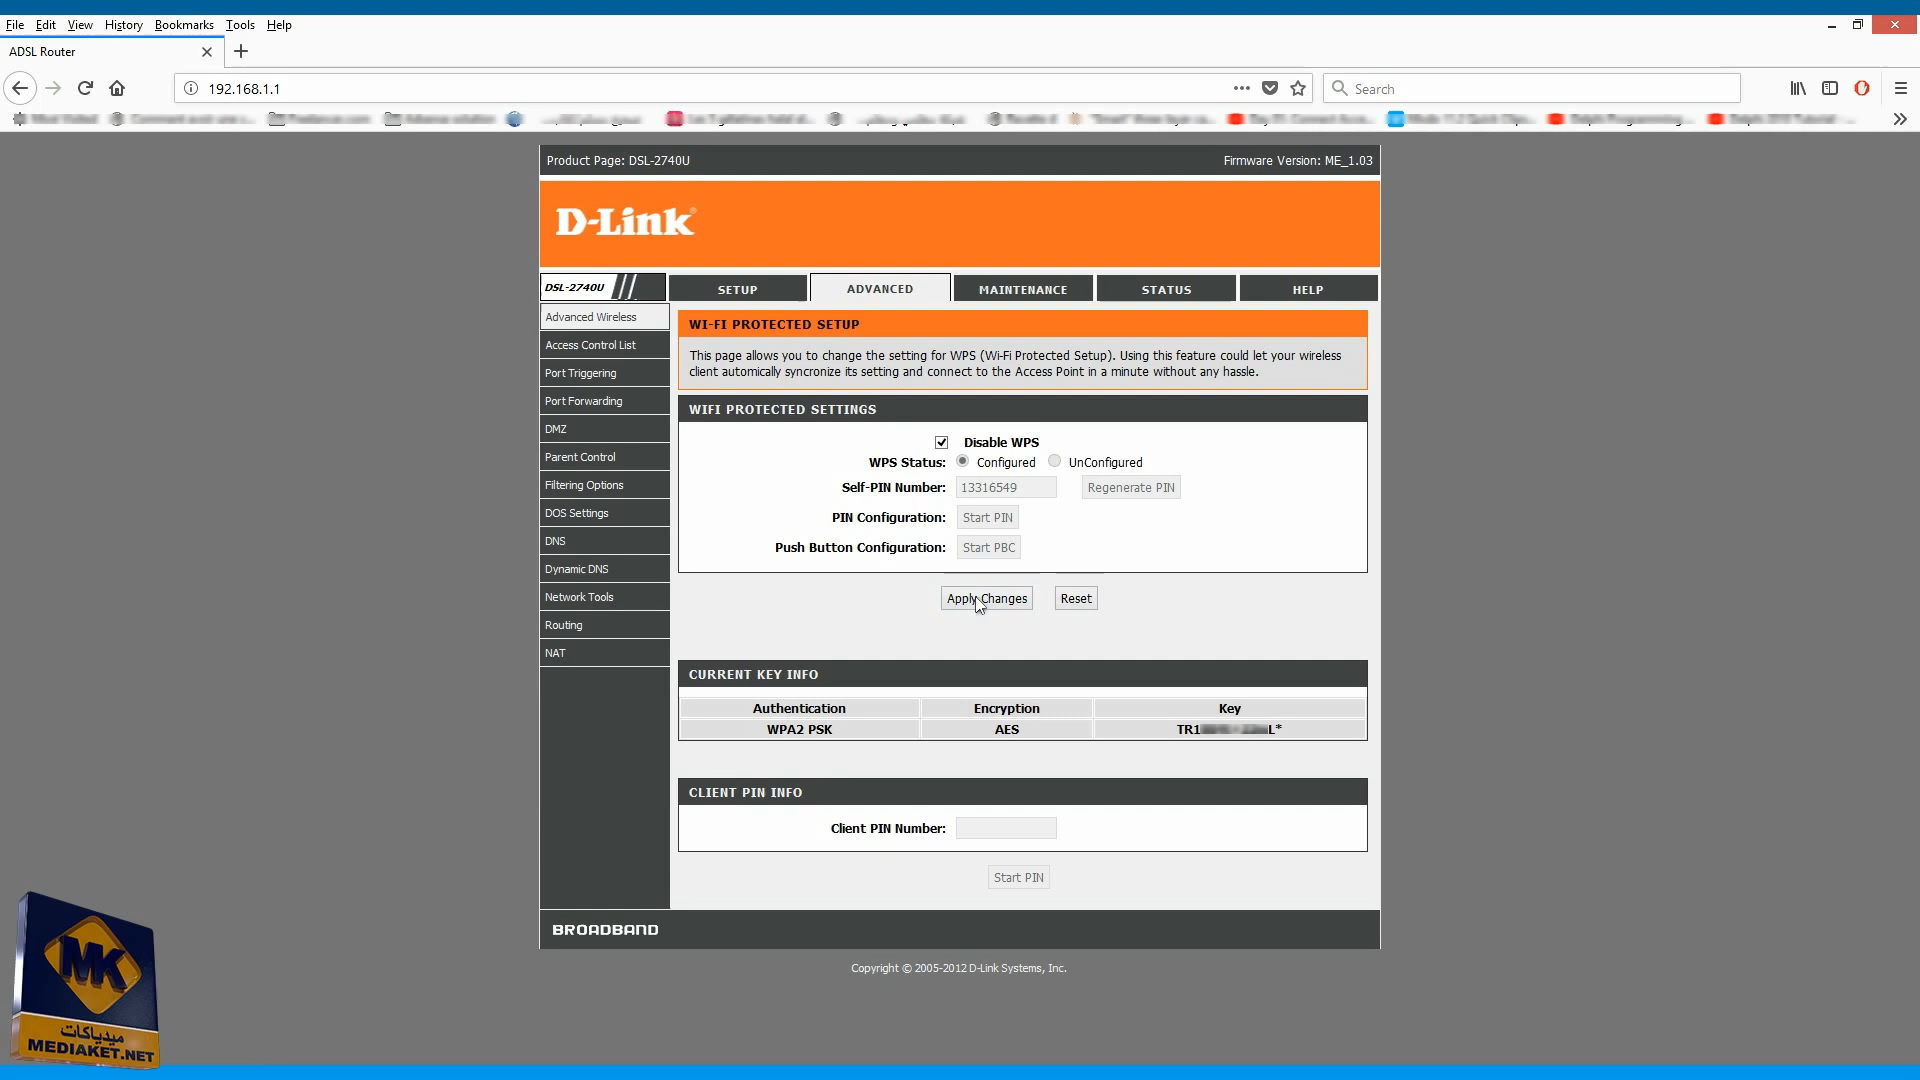 File Edit View History Bookmarks Tools Help
ADSL Router
192.168.1.1
Search
Product Page: DSL-2740U
Firmware Version: ME_1.03
D-Link
DSL-2740U
SETUP
ADVANCED
MAINTENANCE
STATUS
HELP
Advanced Wireless
Access Control List
Port Triggering
Port Forwarding
DMZ
Parent Control
Filtering Options
DOS Settings
DNS
Dynamic DNS
Network Tools
Routing
NAT
WI-FI PROTECTED SETUP
This page allows you to change the setting for WPS (Wi-Fi Protected Setup). Using this feature could let your wireless
client automically syncronize its setting and connect to the Access Point in a minute without any hassle.
WIFI PROTECTED SETTINGS
Disable WPS
WPS Status: Configured UnConfigured
Self-PIN Number: 13316549 Regenerate PIN
PIN Configuration: Start PIN
Push Button Configuration: Start PBC
Apply Changes Reset
CURRENT KEY INFO
Authentication Encryption Key
WPA2 PSK AES TR1 L*
CLIENT PIN INFO
Client PIN Number:
Start PIN
BROADBAND
Copyright © 2005-2012 D-Link Systems, Inc.
MK
ميدياكات
MEDIAKET.NET